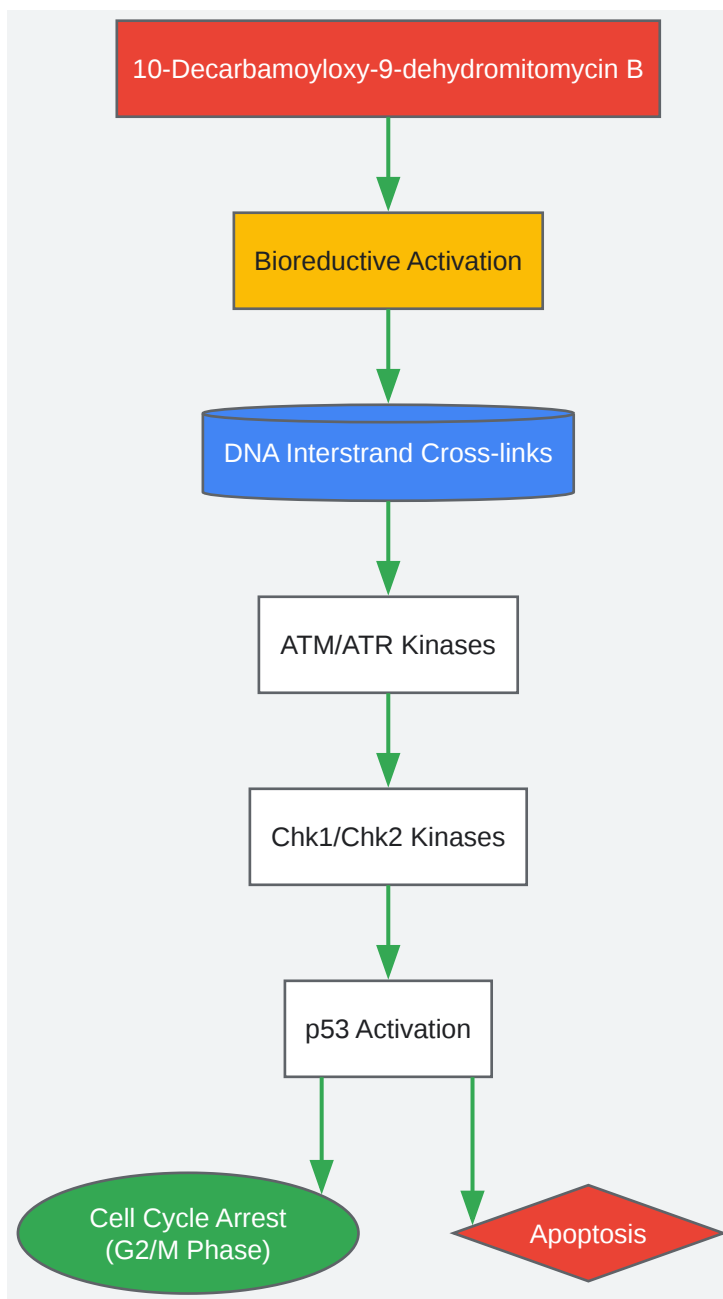 10-Decarbamoyloxy-9-dehydromitomycin B
Bioreductive Activation
DNA Interstrand Cross-links
ATM/ATR Kinases
Chk1/Chk2 Kinases
p53 Activation
Cell Cycle Arrest
(G2/M Phase)
Apoptosis